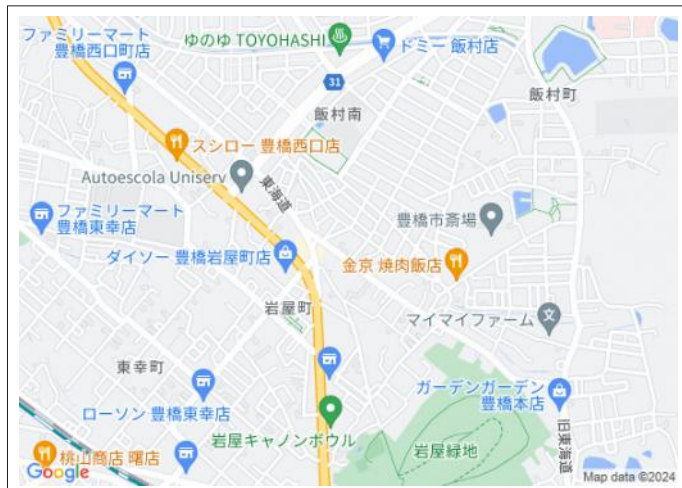 ファミリーマート
豊橋西口町店
ゆのゆ TOYOHASHI
ドミー 飯村店
31
飯村南
飯村町
スシロー 豊橋西口店
Autoescola Uniserv
東海道
ファミリーマート
豊橋東幸店
豊橋市斎場
ダイソー 豊橋岩屋町店
金京 焼肉飯店
岩屋町
マイマイファーム
文
東幸町
ガーデンガーデン
豊橋本店
ローソン 豊橋東幸店
岩屋キャノンボウル
岩屋緑地
旧東海道
桃山商店 曙店
Google
Map data ©2024